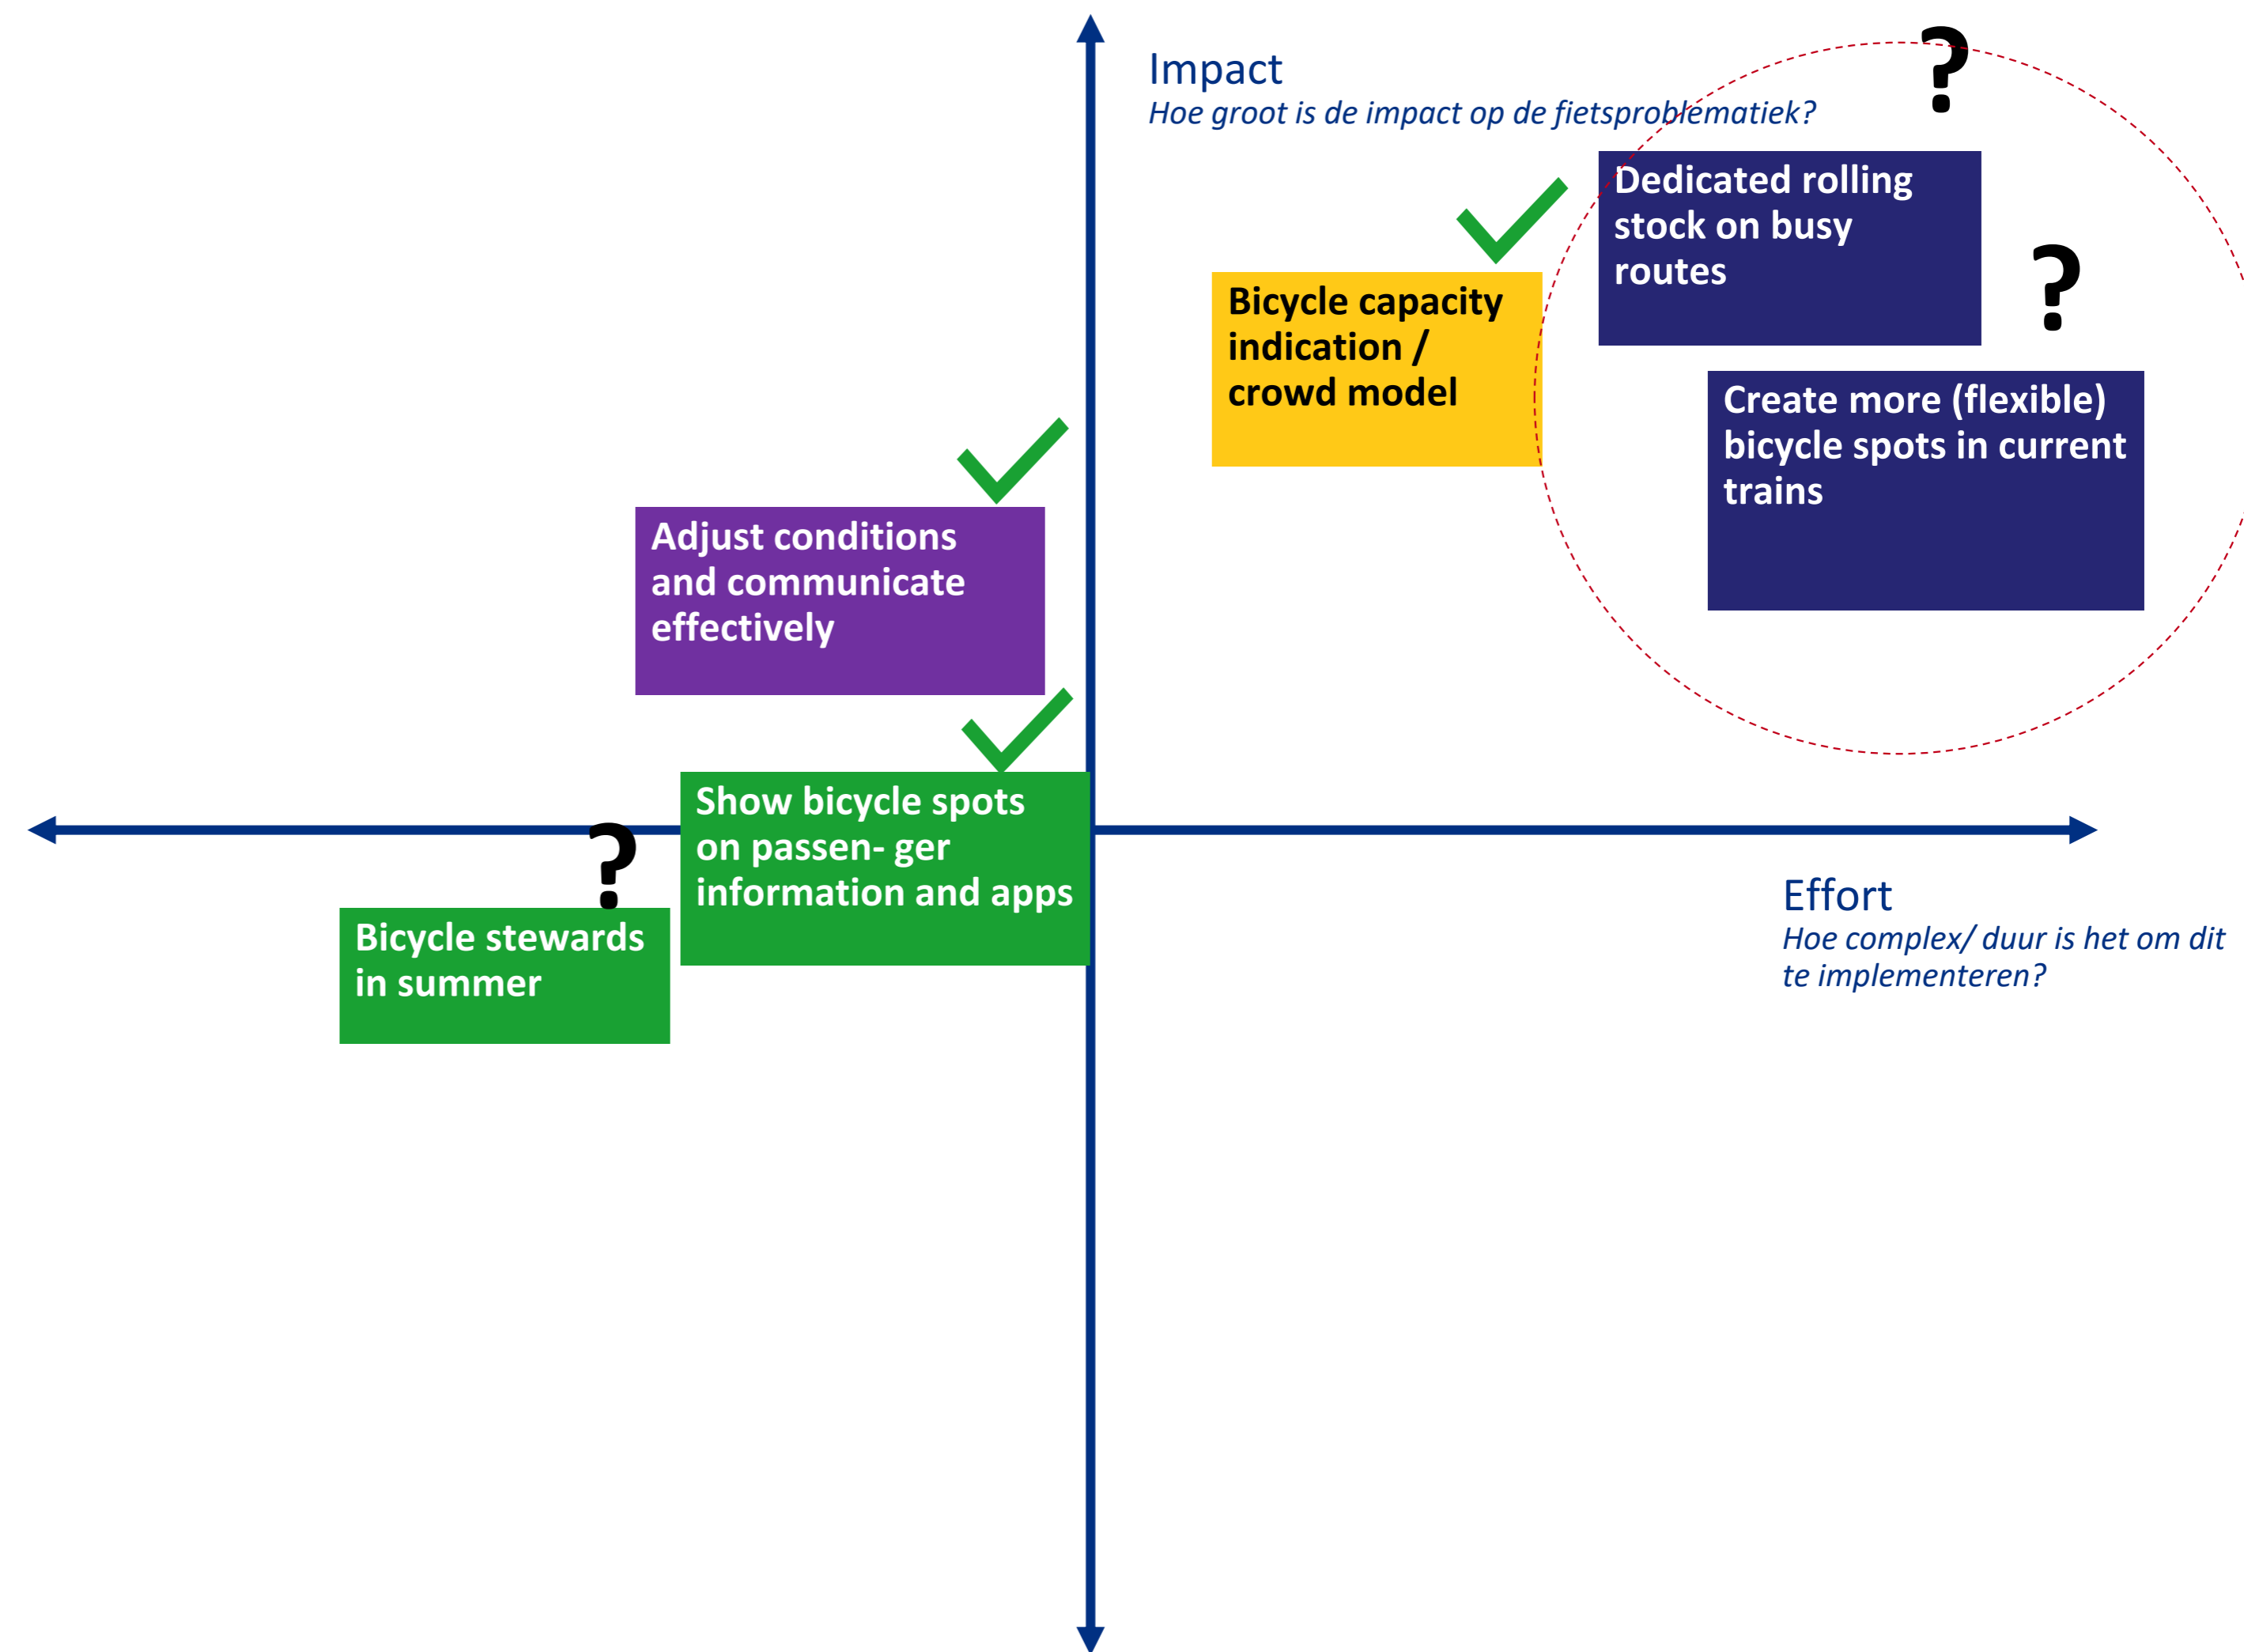 ?
Impact
Hoe groot is de impact op de fietsproblematiek?
Dedicated rolling
stock on busy
routes
?
Bicycle capacity
indication /
crowd model
Create more (flexible)
bicycle spots in current
trains
Adjust conditions
and communicate
effectively
Show bicycle spots
on passen- ger
information and apps
?
Bicycle stewards
in summer
Effort
Hoe complex/ duur is het om dit
te implementeren?